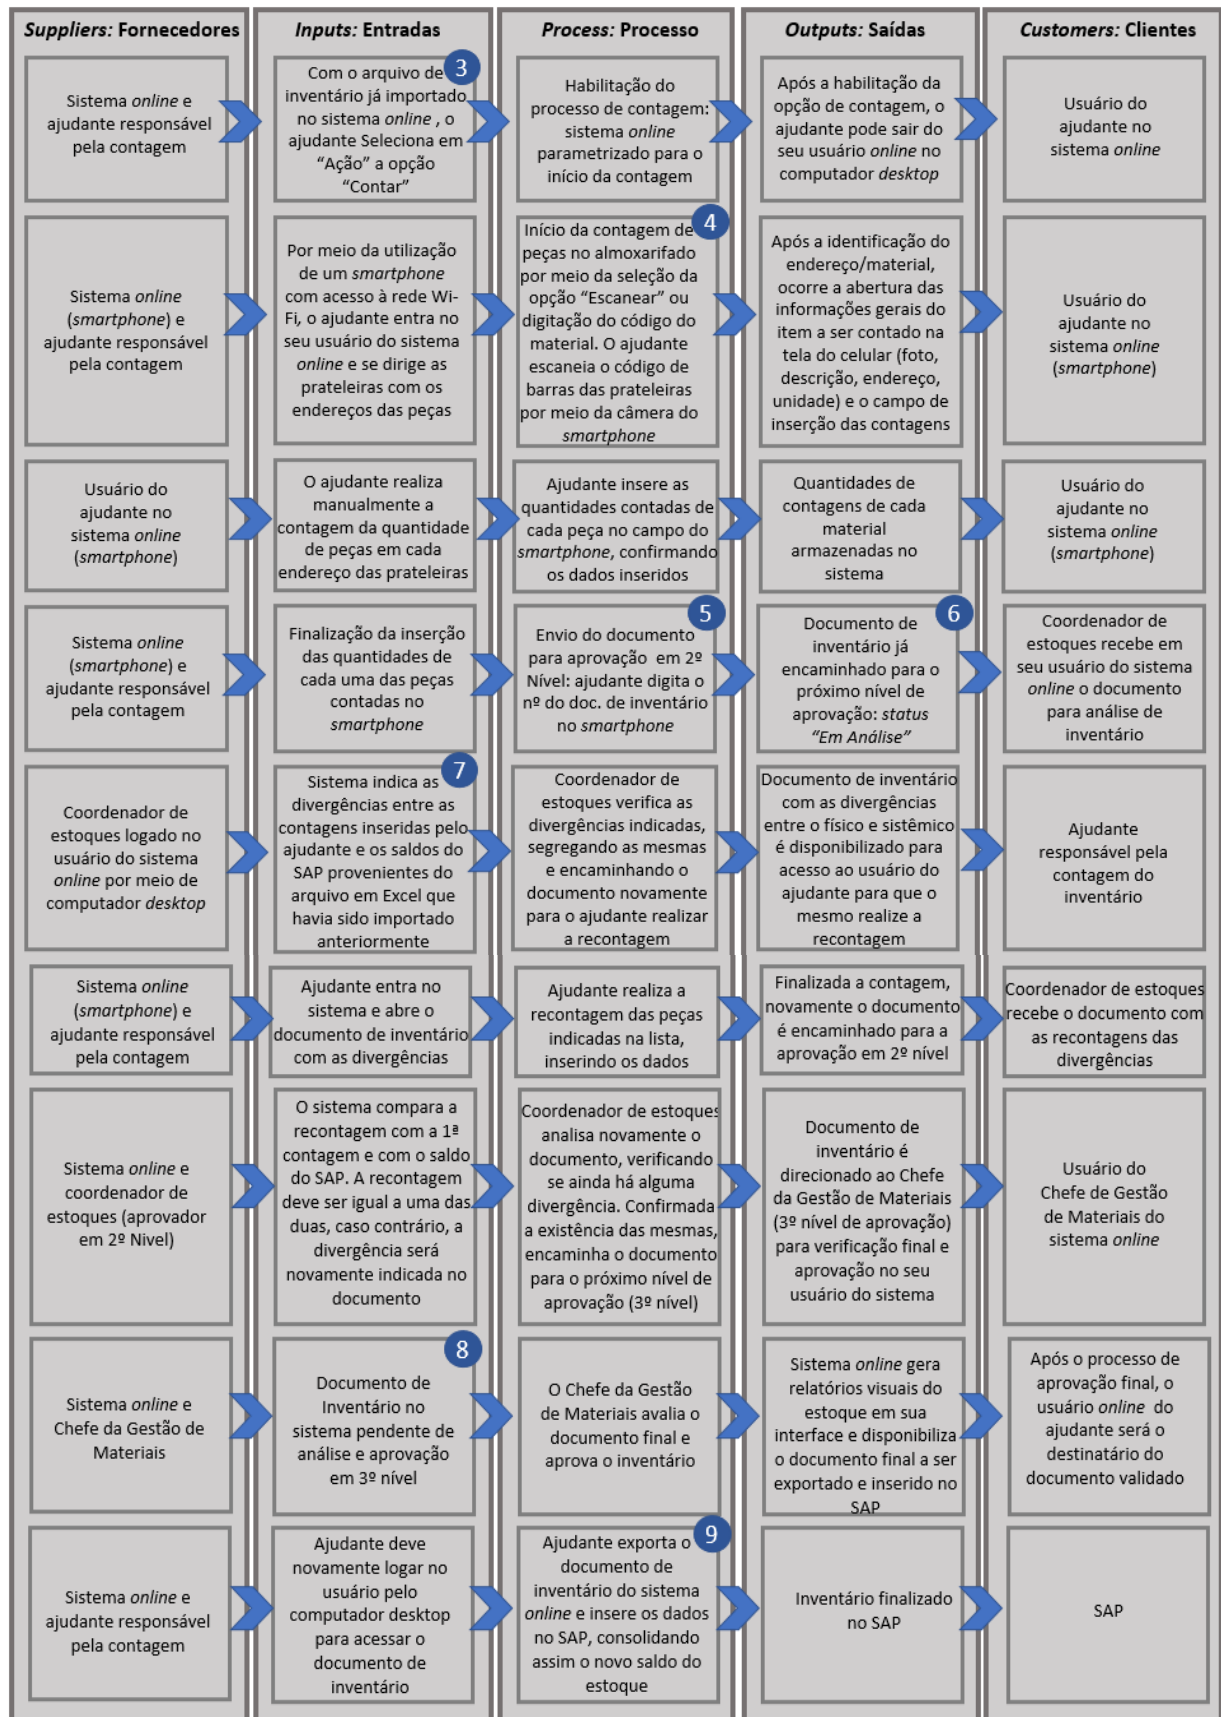 Suppliers: Fornecedores
Inputs: Entradas
Process: Processo
Outputs: Saídas
Customers: Clientes
Sistema online e
ajudante responsável
pela contagem
3
Com o arquivo de
inventário já importado
no sistema online , o
ajudante Seleciona em
“Ação” a opção
“Contar”
Habilitação do
processo de contagem:
sistema online
parametrizado para o
início da contagem
Após a habilitação da
opção de contagem, o
ajudante pode sair do
seu usuário online no
computador desktop
Usuário do
ajudante no
sistema online
Sistema online
(smartphone) e
ajudante responsável
pela contagem
Por meio da utilização
de um smartphone
com acesso à rede Wi-
Fi, o ajudante entra no
seu usuário do sistema
online e se dirige as
prateleiras com os
endereços das peças
4
Início da contagem de
peças no almoxarifado
por meio da seleção da
opção “Escanear” ou
digitação do código do
material. O ajudante
escaneia o código de
barras das prateleiras
por meio da câmera do
smartphone
Após a identificação do
endereço/material,
ocorre a abertura das
informações gerais do
item a ser contado na
tela do celular (foto,
descrição, endereço,
unidade) e o campo de
inserção das contagens
Usuário do
ajudante no
sistema online
(smartphone)
Usuário do
ajudante no
sistema online
(smartphone)
O ajudante realiza
manualmente a
contagem da quantidade
de peças em cada
endereço das prateleiras
Ajudante insere as
quantidades contadas de
cada peça no campo do
smartphone, confirmando
os dados inseridos
Quantidades de
contagens de cada
material
armazenadas no
sistema
Usuário do
ajudante no
sistema online
(smartphone)
Sistema online
(smartphone) e
ajudante responsável
pela contagem
Finalização da inserção
das quantidades de
cada uma das peças
contadas no
smartphone
5
Envio do documento
para aprovação em 2º
Nível: ajudante digita o
nº do doc. de inventário
no smartphone
6
Documento de
inventário já
encaminhado para o
próximo nível de
aprovação: status
“Em Análise”
Coordenador de
estoques recebe em
seu usuário do sistema
online o documento
para análise de
inventário
Coordenador de
estoques logado no
usuário do sistema
online por meio de
computador desktop
7
Sistema indica as
divergências entre as
contagens inseridas pelo
ajudante e os saldos do
SAP provenientes do
arquivo em Excel que
havia sido importado
anteriormente
Coordenador de
estoques verifica as
divergências indicadas,
segregando as mesmas
e encaminhando o
documento novamente
para o ajudante realizar
a recontagem
Documento de inventário
com as divergências
entre o físico e sistêmico
é disponibilizado para
acesso ao usuário do
ajudante para que o
mesmo realize a
recontagem
Ajudante
responsável pela
contagem do
inventário
Sistema online
(smartphone) e
ajudante responsável
pela contagem
Ajudante entra no
sistema e abre o
documento de inventário
com as divergências
Ajudante realiza a
recontagem das peças
indicadas na lista,
inserindo os dados
Finalizada a contagem,
novamente o documento
é encaminhado para a
aprovação em 2º nível
Coordenador de estoques
recebe o documento com
as recontagens das
divergências
Sistema online e
coordenador de
estoques (aprovador
em 2º Nivel)
O sistema compara a
recontagem com a 1ª
contagem e com o saldo
do SAP. A recontagem
deve ser igual a uma das
duas, caso contrário, a
divergência será
novamente indicada no
documento
Coordenador de estoques
analisa novamente o
documento, verificando
se ainda há alguma
divergência. Confirmada
a existência das mesmas,
encaminha o documento
para o próximo nível de
aprovação (3º nível)
Documento de
inventário é
direcionado ao Chefe
da Gestão de Materiais
(3º nível de aprovação)
para verificação final e
aprovação no seu
usuário do sistema
Usuário do
Chefe de Gestão
de Materiais do
sistema online
Sistema online e
Chefe da Gestão de
Materiais
8
Documento de
Inventário no
sistema pendente de
análise e aprovação
em 3º nível
O Chefe da Gestão
de Materiais avalia o
documento final e
aprova o inventário
Sistema online gera
relatórios visuais do
estoque em sua
interface e disponibiliza
o documento final a ser
exportado e inserido no
SAP
Após o processo de
aprovação final, o
usuário online do
ajudante será o
destinatário do
documento validado
Sistema online e
ajudante responsável
pela contagem
Ajudante deve
novamente logar no
usuário pelo
computador desktop
para acessar o
documento de
inventário
9
Ajudante exporta o
documento de
inventário do sistema
online e insere os dados
no SAP, consolidando
assim o novo saldo do
estoque
Inventário finalizado
no SAP
SAP